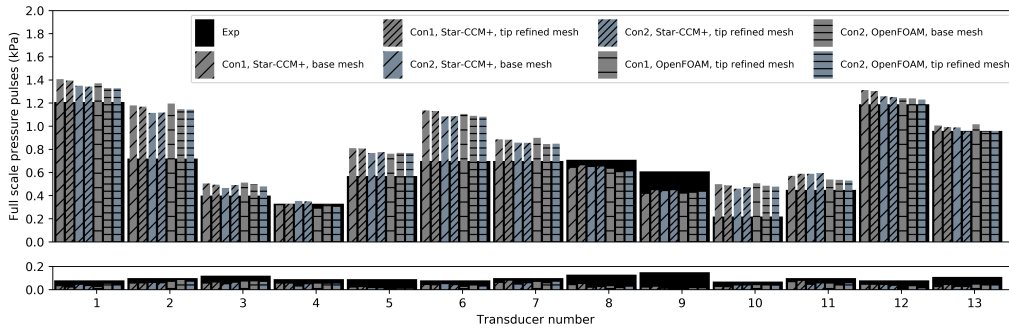 2.0
1.8
1.6
1.4
1.2
1.0
0.8
0.6
0.4
0.2
0.0
Full scale pressure pulses (kPa)
Exp
Con1, Star-CCM+, tip refined mesh
Con2, Star-CCM+, tip refined mesh
Con2, OpenFOAM, base mesh
Con1, Star-CCM+, base mesh
Con2, Star-CCM+, base mesh
Con1, OpenFOAM, tip refined mesh
Con2, OpenFOAM, tip refined mesh
0.2
0.0
1 2 3 4 5 6 7 8 9 10 11 12 13
Transducer number